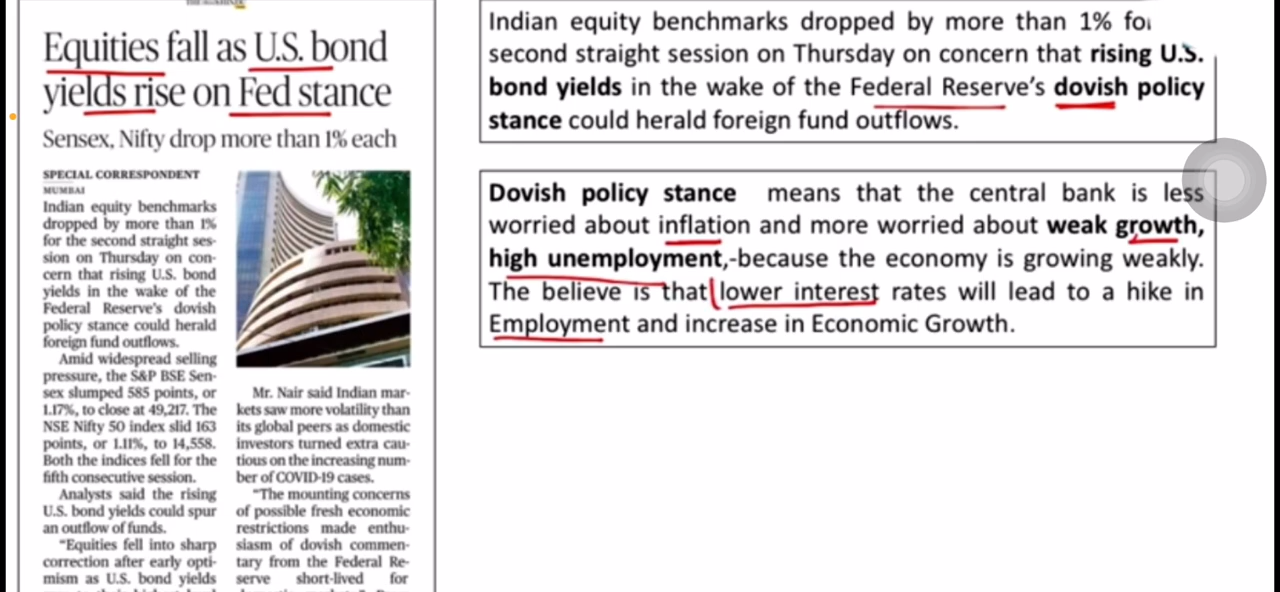 Equities fall as U.S. bond
yields rise on Fed stance
Sensex, Nifty drop more than 1% each
SPECIAL CORRESPONDENT
MUMBAI
Indian equity benchmarks
dropped by more than 1%
for the second straight ses-
sion on Thursday on con-
cern that rising U.S. bond
yields in the wake of the
Federal Reserve's dovish
policy stance could herald
foreign fund outflows.
Amid widespread selling
pressure, the S&P BSE Sen-
sex slumped 585 points, or
1.17%, to close at 49,217. The
NSE Nifty 50 index slid 163
points, or 1.11%, to 14,558.
Both the indices fell for the
fifth consecutive session.
Analysts said the rising
U.S. bond yields could spur
an outflow of funds.
"Equities fell into sharp
correction after early opti-
mism as U.S. bond yields
Mr. Nair said Indian mar-
kets saw more volatility than
its global peers as domestic
investors turned extra cau-
tious on the increasing num-
ber of COVID-19 cases.
"The mounting concerns
of possible fresh economic
restrictions made enthu-
siasm of dovish commen-
tary from the Federal Re-
serve short-lived for
Indian equity benchmarks dropped by more than 1%
second straight session on Thursday on concern that rising U.S.
bond yields in the wake of the Federal Reserve's dovish policy
stance could herald foreign fund outflows.
Dovish policy stance means that the central bank is less
worried about inflation and more worried about weak growth,
high unemployment,-because the economy is growing weakly.
The believe is that lower interest rates will lead to a hike in
Employment and increase in Economic Growth.